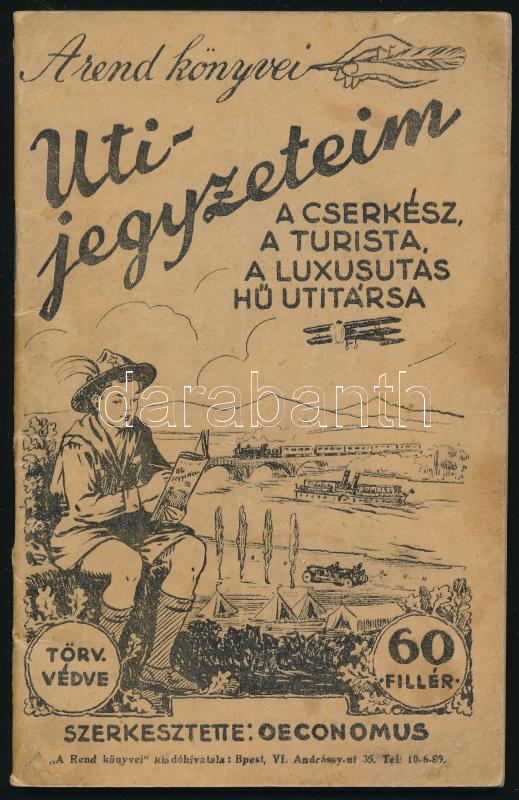 A rend könyvei
Uti-
jegyzeteim
A CSERKÉSZ,
A TURISTA,
A LUXUSUTAS
HŰ UTITÁRSA
darabanth
TÖRV.
VÉDVE
60
FILLÉR
SZERKESZTETTE: OECONOMUS
„A Rend könyvei" kiadóhivatala: Bpest, VI. Andrássy-ut 35. Tel: 10-6-89.